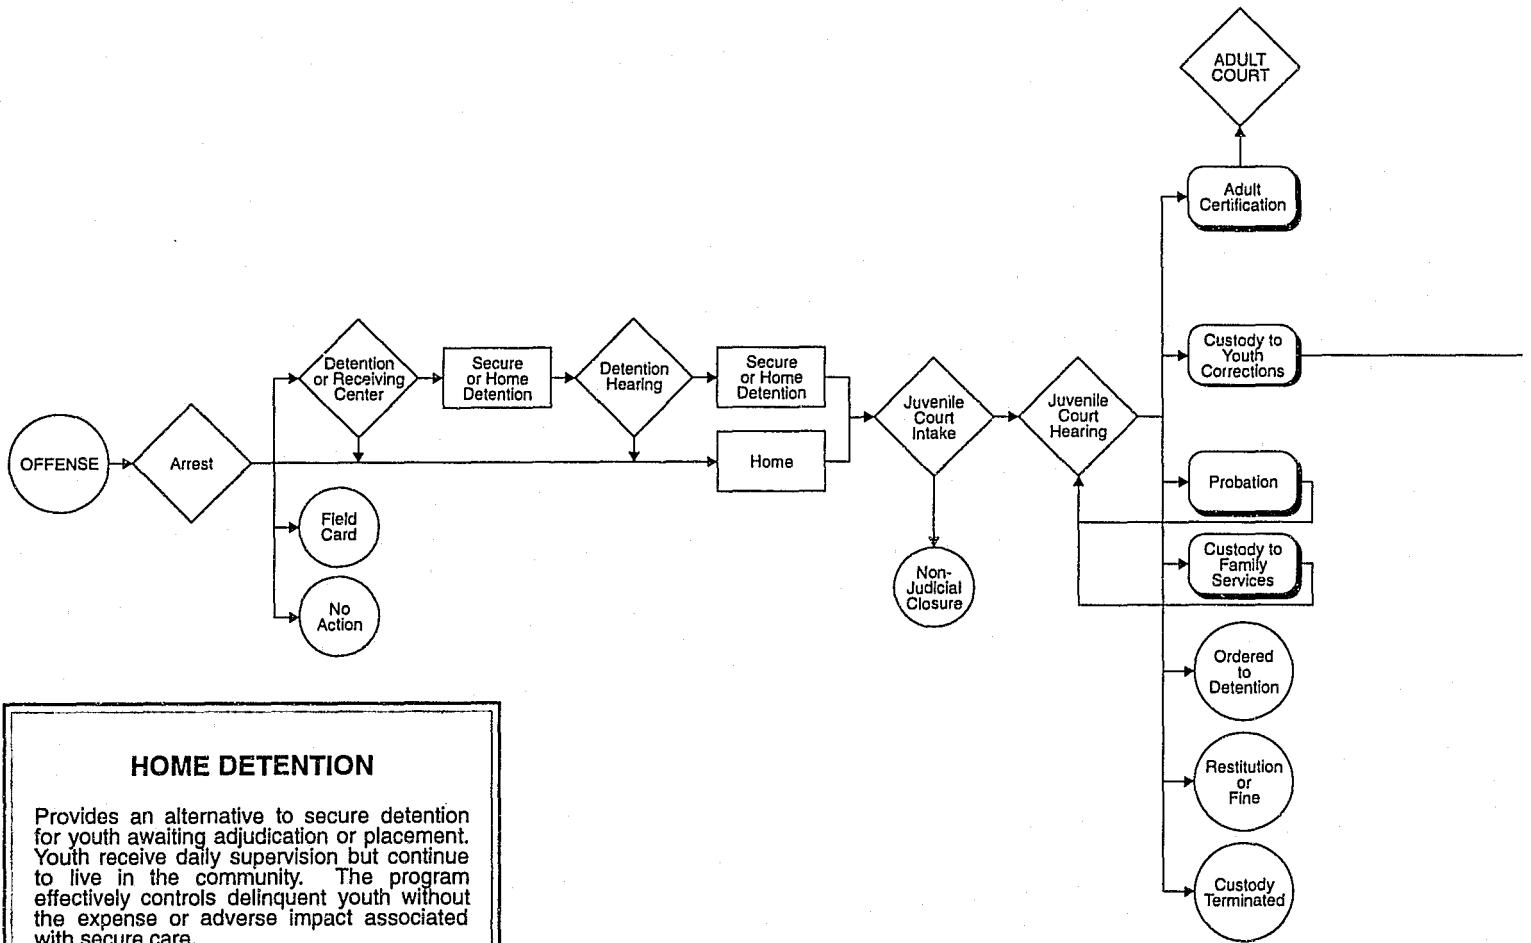 ADULT
COURT
Adult
Certification
Custody to
Youth
Corrections
Detention
or Receiving
Center
Secure
or Home
Detention
Detention
Hearing
Secure
or Home
Detention
Juvenile
Court
Intake
Juvenile
Court
Hearing
OFFENSE
Arrest
Home
Probation
Field
Card
Custody to
Family
Services
Non-
Judicial
Closure
No
Action
Ordered
to
Detention
Restitution
or
Fine
Custody
Terminated
HOME DETENTION
Provides an alternative to secure detention
for youth awaiting adjudication or placement.
Youth receive daily supervision but continue
to live in the community. The program
effectively controls delinquent youth without
the expense or adverse impact associated
with secure care.